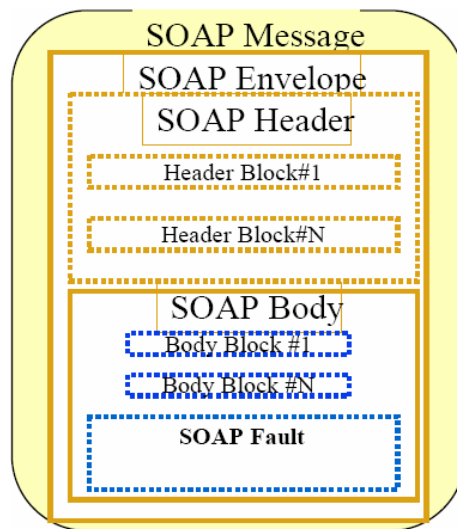 SOAP Message
SOAP Envelope
SOAP Header
Header Block#1
Header Block#N
SOAP Body
Body Block #1
Body Block #N
SOAP Fault